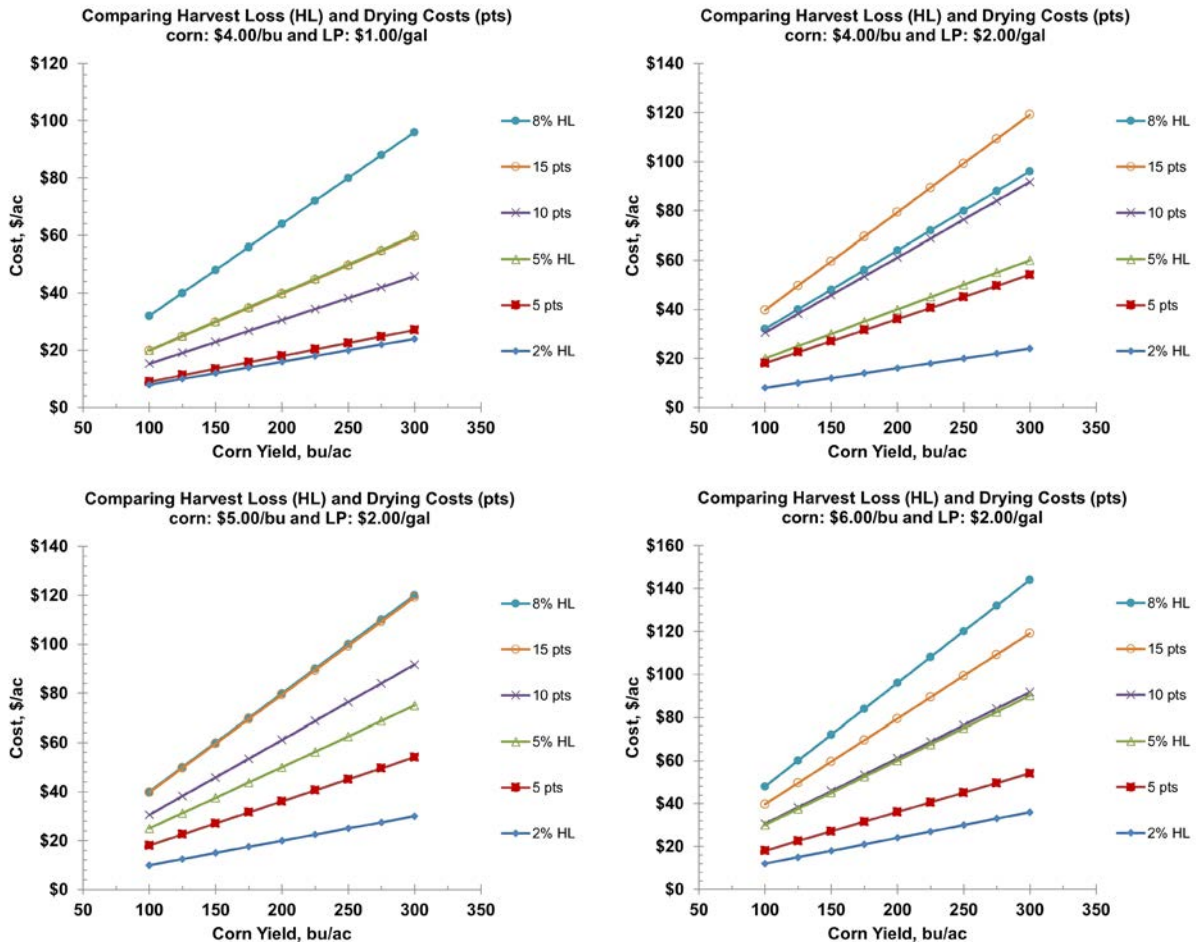 Comparing Harvest Loss (HL) and Drying Costs (pts)
corn: $4.00/bu and LP: $1.00/gal
$120
$100
$80
$60
$40
$20
$0
Cost, $/ac
50 100 150 200 250 300 350
Corn Yield, bu/ac
8% HL
15 pts
10 pts
5% HL
5 pts
2% HL
Comparing Harvest Loss (HL) and Drying Costs (pts)
corn: $4.00/bu and LP: $2.00/gal
$140
$120
$100
$80
$60
$40
$20
$0
Cost, $/ac
50 100 150 200 250 300 350
Corn Yield, bu/ac
8% HL
15 pts
10 pts
5% HL
5 pts
2% HL
Comparing Harvest Loss (HL) and Drying Costs (pts)
corn: $5.00/bu and LP: $2.00/gal
$140
$120
$100
$80
$60
$40
$20
$0
Cost, $/ac
50 100 150 200 250 300 350
Corn Yield, bu/ac
8% HL
15 pts
10 pts
5% HL
5 pts
2% HL
Comparing Harvest Loss (HL) and Drying Costs (pts)
corn: $6.00/bu and LP: $2.00/gal
$160
$140
$120
$100
$80
$60
$40
$20
$0
Cost, $/ac
50 100 150 200 250 300 350
Corn Yield, bu/ac
8% HL
15 pts
10 pts
5% HL
5 pts
2% HL